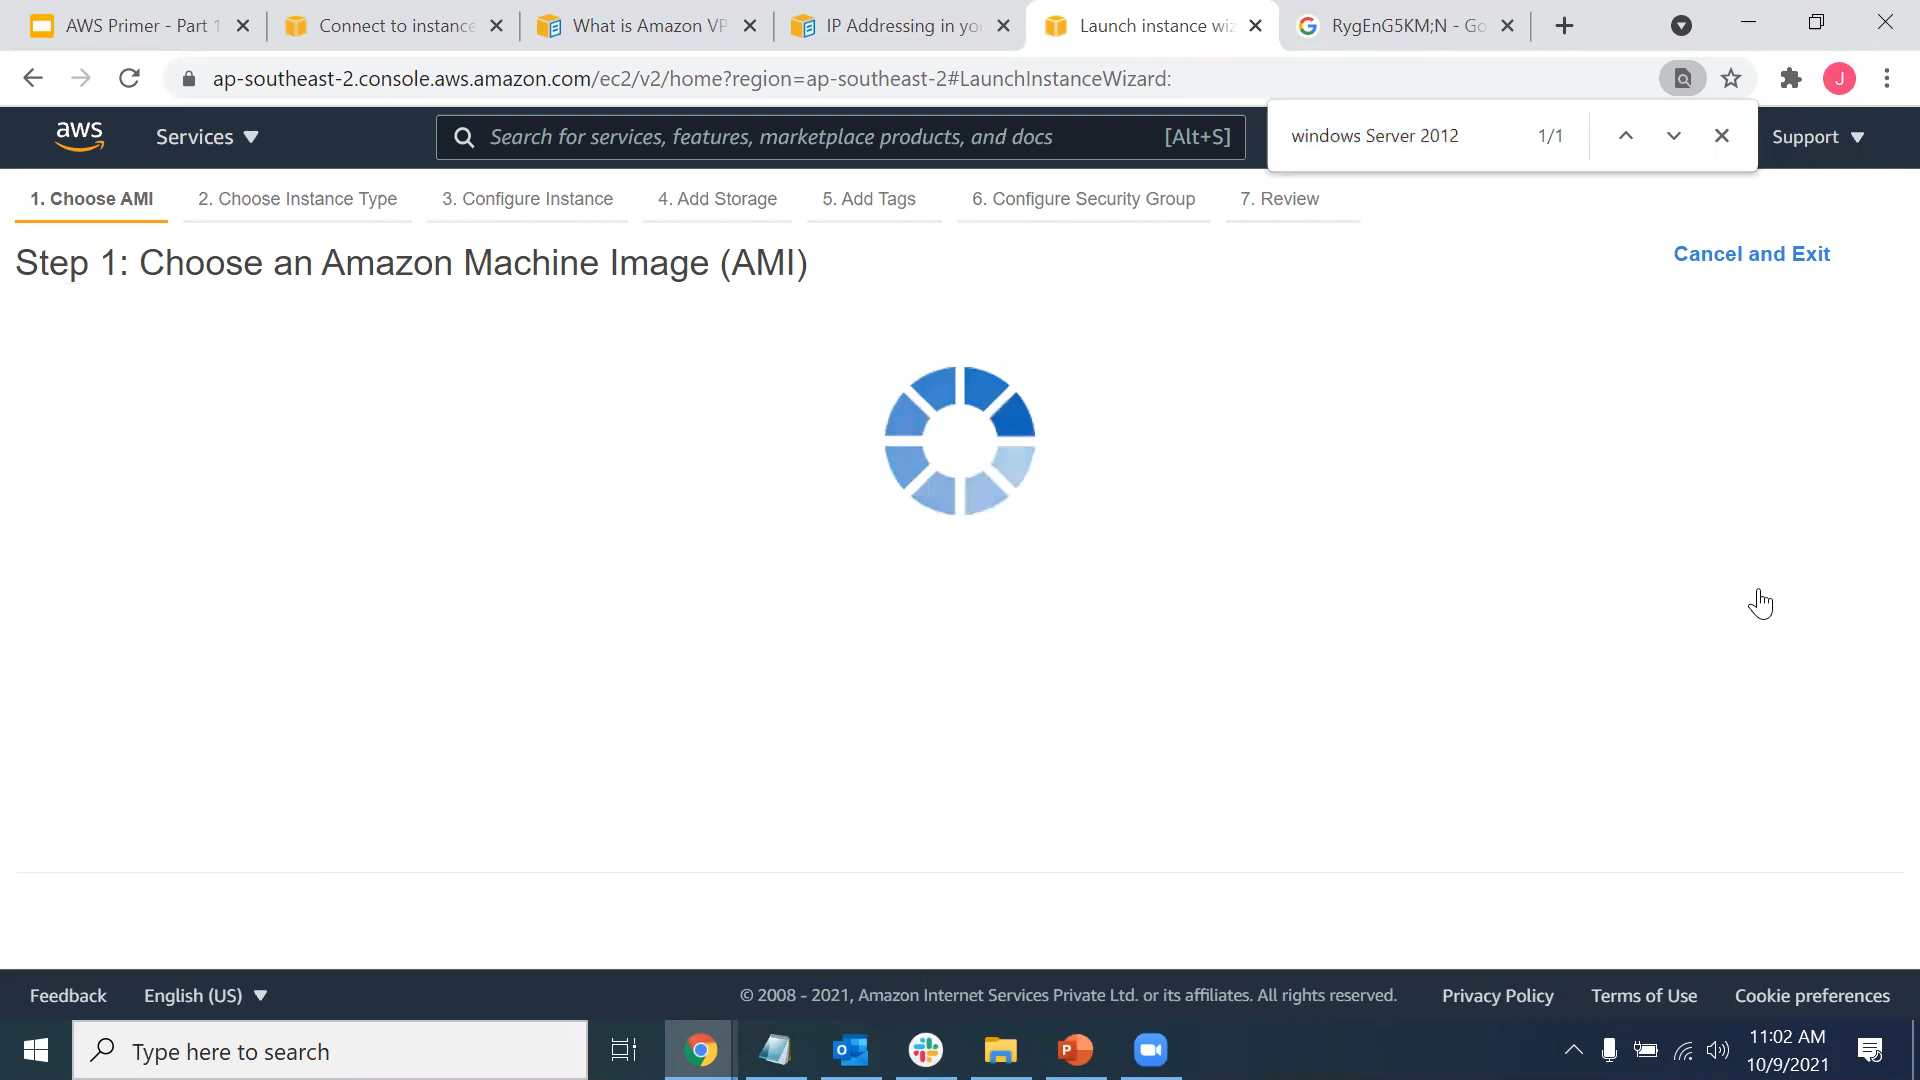 AWS Primer - Part 1
Connect to instance
What is Amazon VP
IP Addressing in yo
Launch instance wiz
RygEnG5KM;N - Go
ap-southeast-2.console.aws.amazon.com/ec2/v2/home?region=ap-southeast-2#LaunchInstanceWizard:
J
aws
Services
Search for services, features, marketplace products, and docs
[Alt+S]
windows Server 2012
1/1
Support
1. Choose AMI
2. Choose Instance Type
3. Configure Instance
4. Add Storage
5. Add Tags
6. Configure Security Group
7. Review
Step 1: Choose an Amazon Machine Image (AMI)
Cancel and Exit
Feedback
English (US)
© 2008 - 2021, Amazon Internet Services Private Ltd. or its affiliates. All rights reserved.
Privacy Policy
Terms of Use
Cookie preferences
Type here to search
11:02 AM
10/9/2021